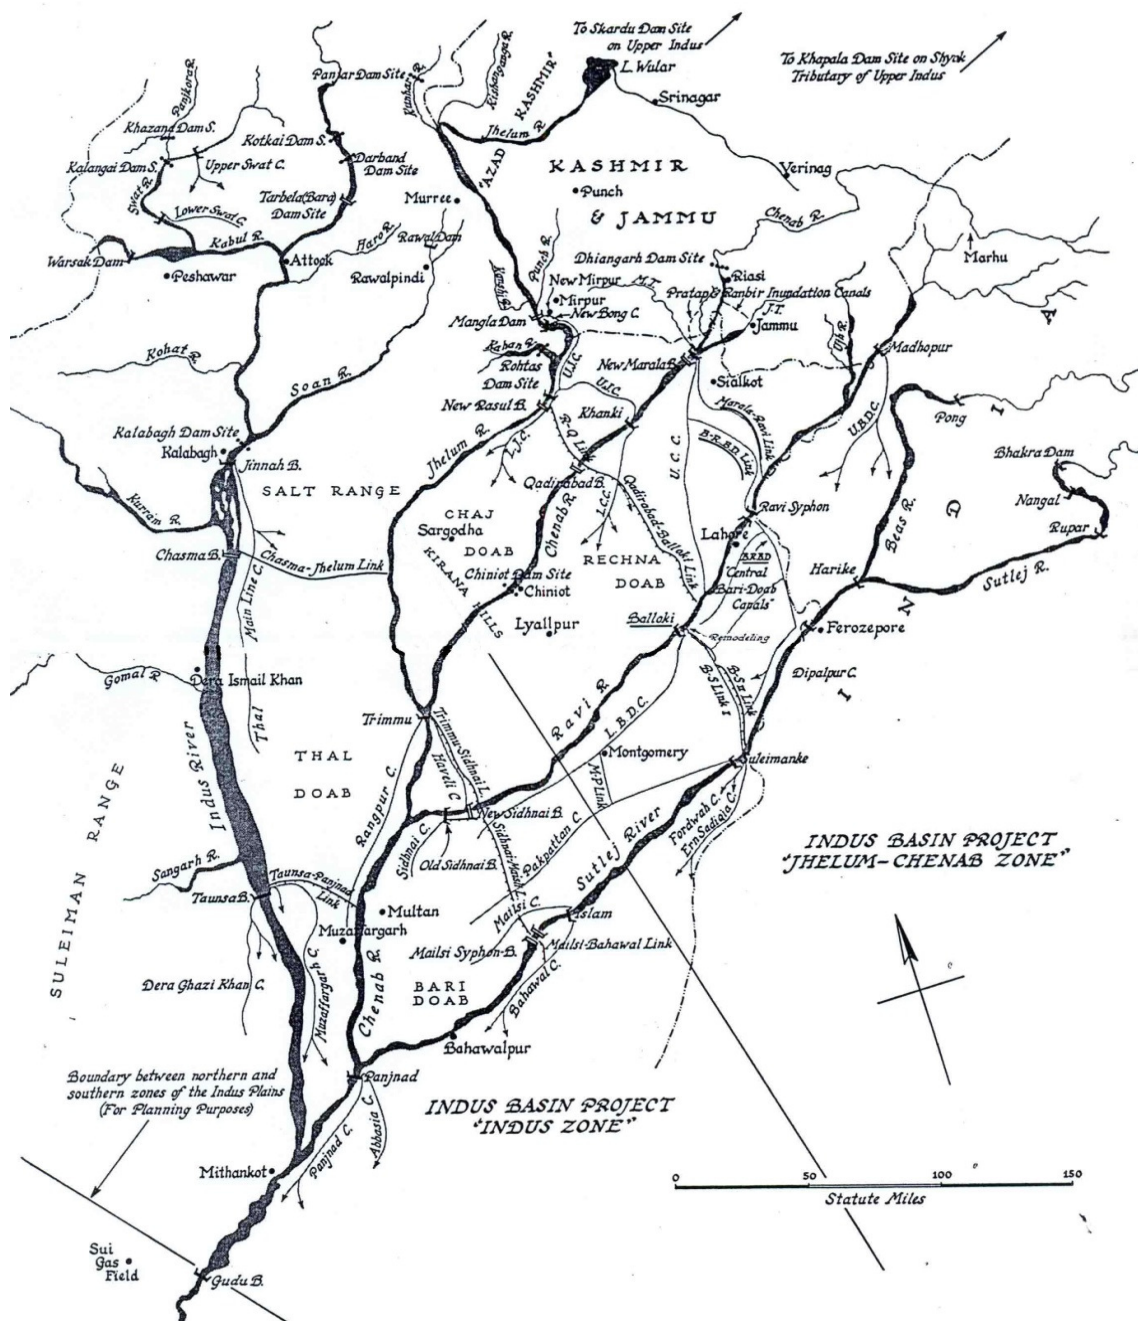 To Skardu Dam Site
on Upper Indus
To Khapala Dam Site on Shyok
Tributary of Upper Indus
Panjkora R.
Panjar Dam Site
Kunhar R.
Kishanganga R.
"AZAD
KASHMIR"
L. Wular
Srinagar
Khazana Dam S.
Kotkai Dam S.
Jhelum R.
Kalangai Dam S.
Upper Swat C.
Darband
Dam Site
KASHMIR
& JAMMU
Verinag
Punch
Swat R.
Lower Swat C.
Tarbela (Bara)
Dam Site
Murree
Chenab R.
Kabul R.
Haro R.
Rawal Dam
Warsak Dam
Attock
Peshawar
Rawalpindi
Punch R.
Kanshi R.
Dhiangarh Dam Site
Riasi
Marhu
New Mirpur
M.T.
Pratap & Ranbir Inundation Canals
Mirpur
New Bong C.
J.T.
Jammu
Mangla Dam
Ujh R.
Madhopur
Kohat R.
Soan R.
Kahan R.
Rohtas
Dam Site
U.J.C.
New Marala B.
Sialkot
U.J.C.
New Rasul B.
Khanki
Marala-Ravi Link
U.B.D.C.
Pong
Kalabagh Dam Site
Kalabagh
Jinnah B.
Jhelum R.
L.J.C.
R-Q Link
U.C.C.
B-R-B.D. Link
Bhakra Dam
SALT RANGE
Qadirabad B.
Nangal
Kurram R.
CHAJ
DOAB
Sargodha
Chenab R.
L.C.C.
Qadirabad-Balloki Link
Ravi Syphon
Beas R.
Rupar
Chasma B.
Chasma-Jhelum Link
KIRANA HILLS
RECHNA
DOAB
Lahore
BRBD
"Central
Bari-Doab
Canals"
Harike
Sutlej R.
INDIA
Main Line C.
Chiniot Dam Site
Chiniot
Lyallpur
Balloki
Remodeling
Ferozepore
Gomal R.
Dera Ismail Khan
Thal
Dipalpur C.
B-S Link I
B-S II Link
Trimmu
Trimmu-Sidhnai L.
Ravi R.
L.B.D.C.
Indus River
SULEIMAN RANGE
THAL
DOAB
Haveli C.
Montgomery
M-P Link
Suleimanke
Rangpur C.
New Sidhnai B.
Sidhnai C.
Old Sidhnai B.
Sidhnai-Mailsi L.
Pakpattan C.
Sutlej River
Fordwah C.
Ern Sadiqia C.
INDUS BASIN PROJECT
"JHELUM-CHENAB ZONE"
Sangarh R.
Taunsa B.
Taunsa-Panjnad
Link
Multan
Muzaffargarh
Mailsi C.
Islam
Mailsi Syphon-B.
Mailsi-Bahawal Link
Dera Ghazi Khan C.
Muzaffargarh C.
Chenab R.
BARI
DOAB
Bahawal C.
Bahawalpur
Boundary between northern and
southern zones of the Indus Plains
(For Planning Purposes)
Panjnad
INDUS BASIN PROJECT
"INDUS ZONE"
Panjnad C.
Abbasia C.
Mithankot
0 50 100 150
Statute Miles
Sui
Gas
Field
Gudu B.